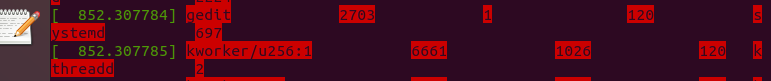 [  852.307784] gedit 2703 1 120 s
ystemd 697
[  852.307785] kworker/u256:1 6661 1026 120 k
threadd 2